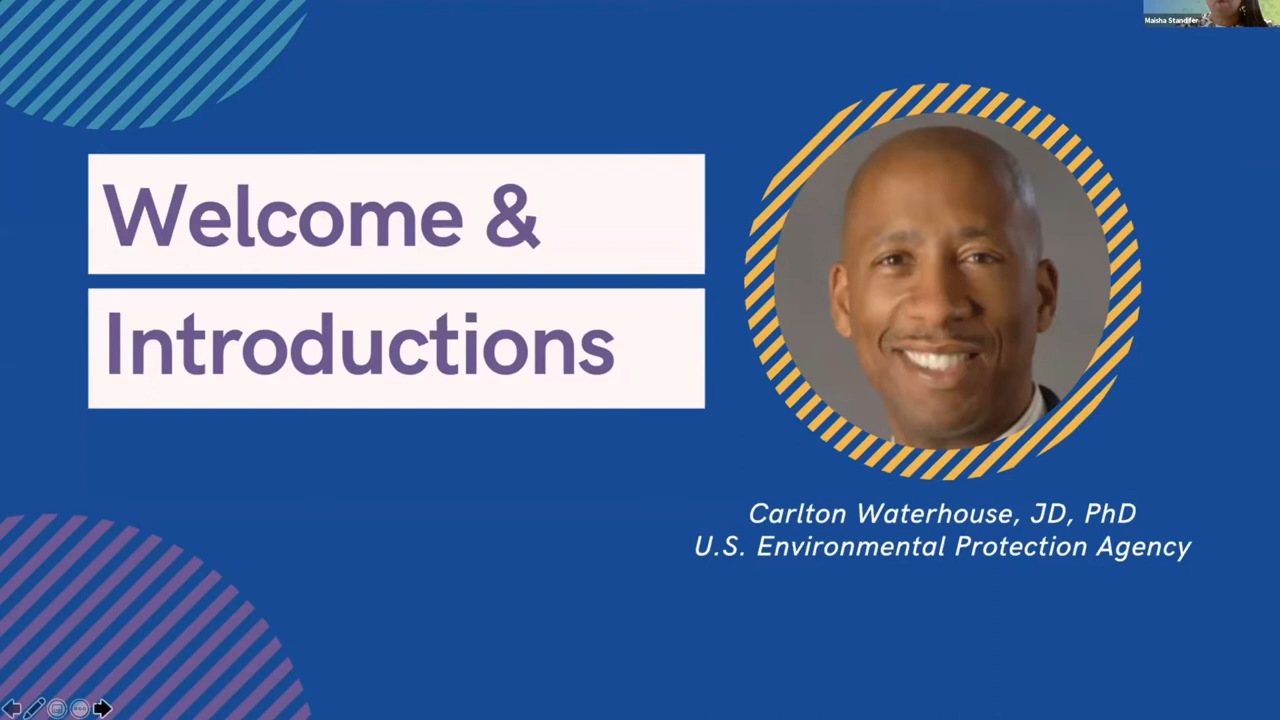 Maisha Standifer
Welcome &
Introductions
Carlton Waterhouse, JD, PhD
U.S. Environmental Protection Agency